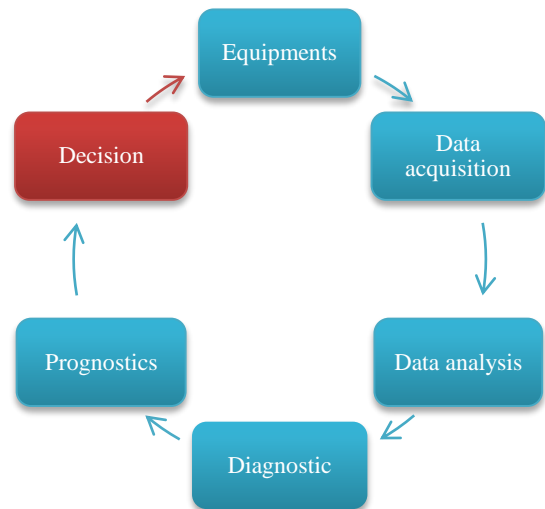 Equipments
Data
acquisition
Data analysis
Diagnostic
Prognostics
Decision